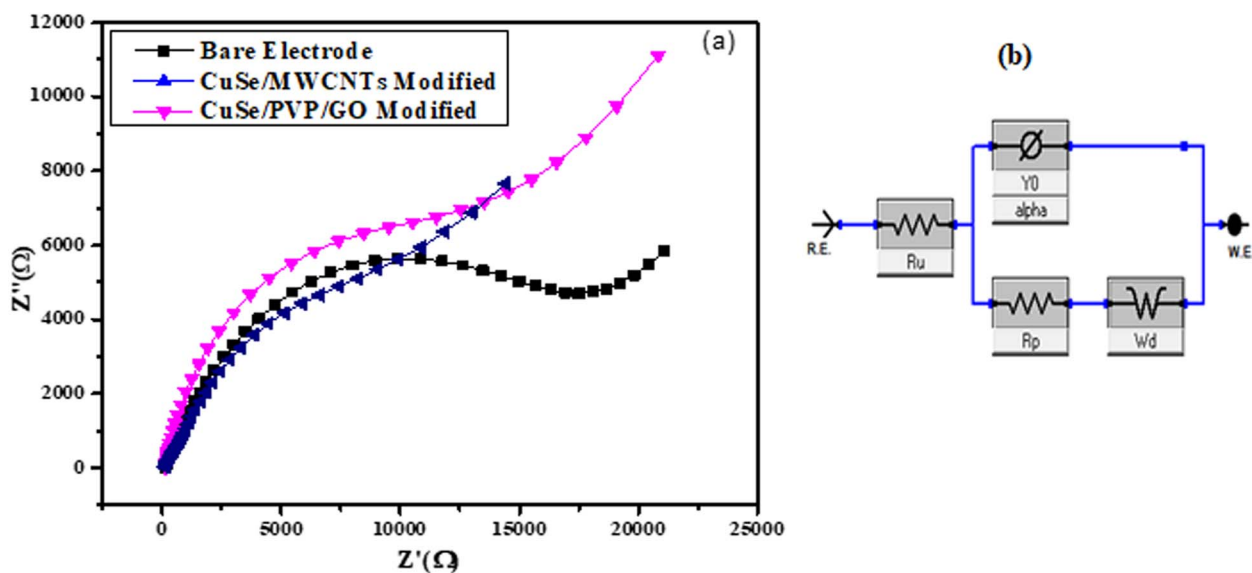 12000
10000
8000
6000
4000
2000
0
Z''(Ω)
0 5000 10000 15000 20000 25000
Z'(Ω)
(a)
Bare Electrode
CuSe/MWCNTs Modified
CuSe/PVP/GO Modified
(b)
Y0
alpha
R.E.
Ru
W.E
Rp
Wd